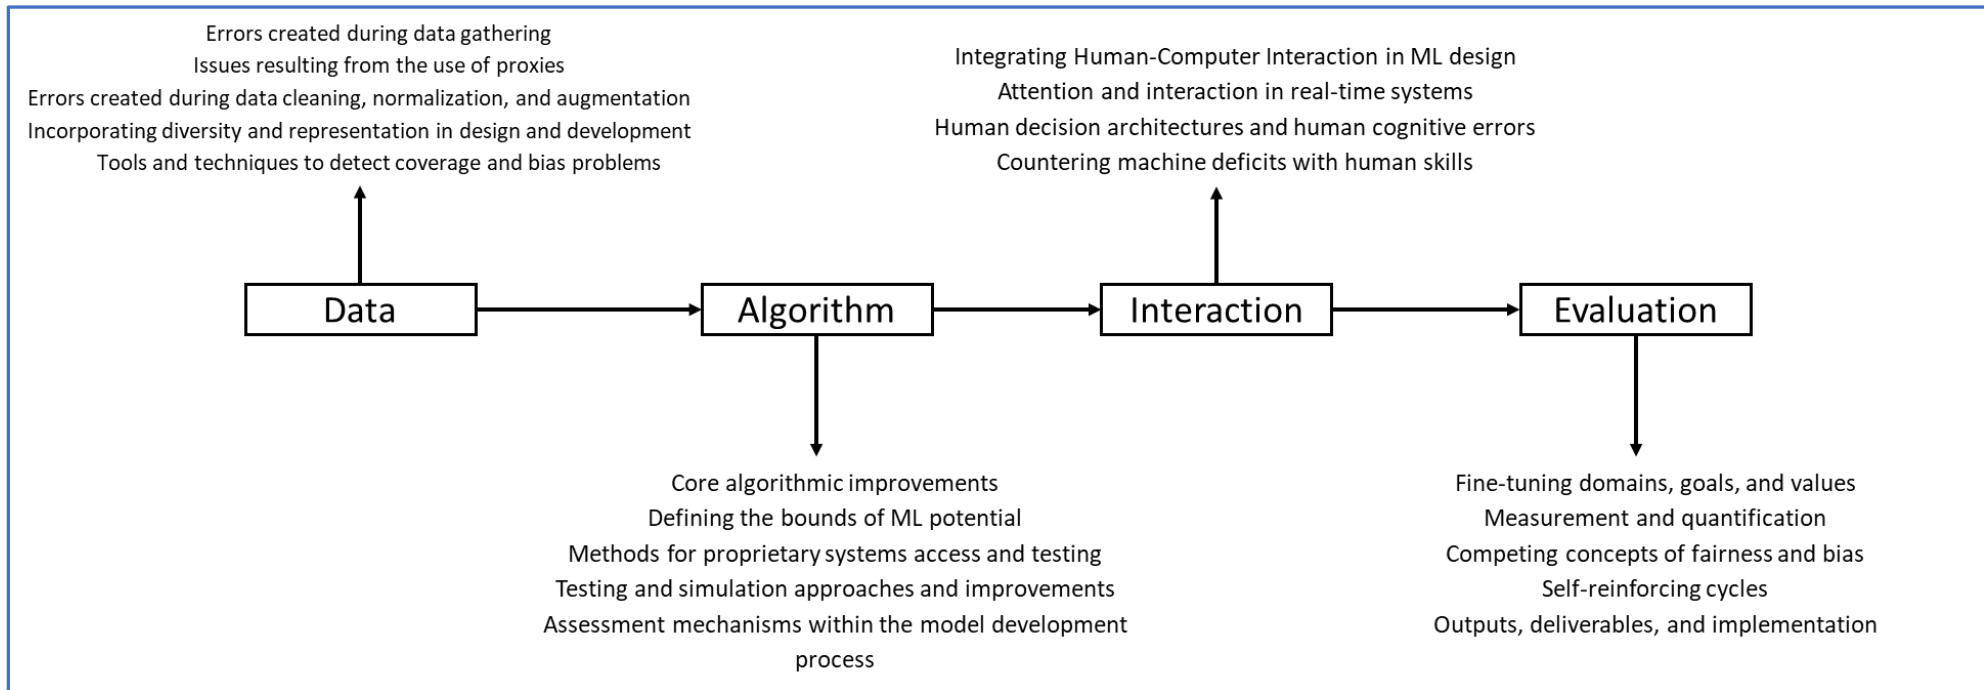 Errors created during data gathering
Issues resulting from the use of proxies
Errors created during data cleaning, normalization, and augmentation
Incorporating diversity and representation in design and development
Tools and techniques to detect coverage and bias problems
Integrating Human-Computer Interaction in ML design
Attention and interaction in real-time systems
Human decision architectures and human cognitive errors
Countering machine deficits with human skills
Data
Algorithm
Interaction
Evaluation
Core algorithmic improvements
Defining the bounds of ML potential
Methods for proprietary systems access and testing
Testing and simulation approaches and improvements
Assessment mechanisms within the model development
process
Fine-tuning domains, goals, and values
Measurement and quantification
Competing concepts of fairness and bias
Self-reinforcing cycles
Outputs, deliverables, and implementation